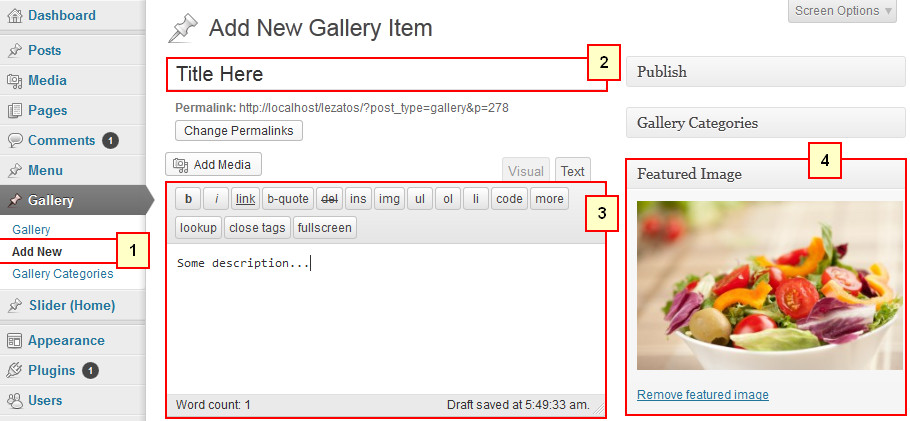 Dashboard
Posts
Media
Pages
Comments 1
Menu
Gallery
Gallery
Add New
Gallery Categories
Slider (Home)
Appearance
Plugins 1
Users
1
Screen Options
Add New Gallery Item
Title Here
2
Permalink: http://localhost/lezatos/?post_type=gallery&p=278
Change Permalinks
Add Media
Visual Text
b i link b-quote del ins img ul ol li code more
3
lookup close tags fullscreen
Some description...
Word count: 1 Draft saved at 5:49:33 am.
Publish
Gallery Categories
4
Featured Image
Remove featured image